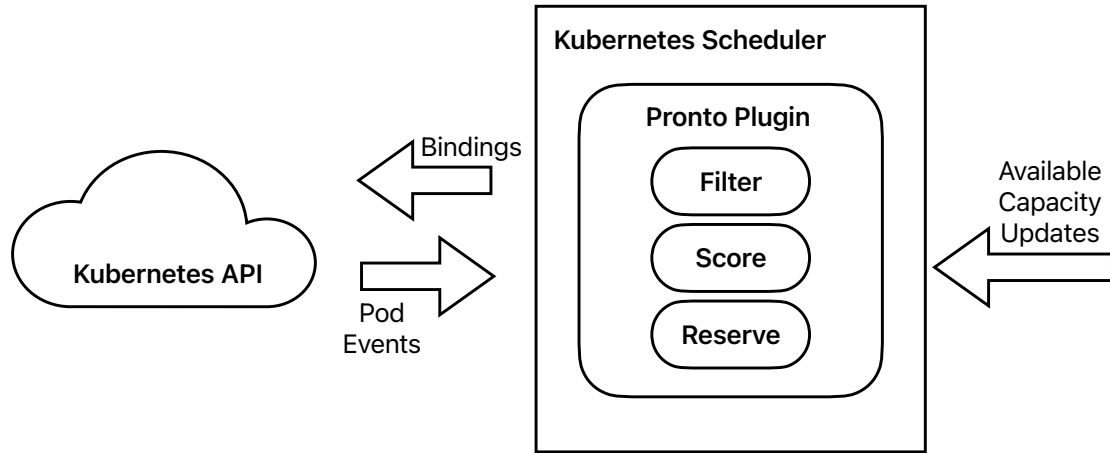 Kubernetes Scheduler
Pronto Plugin
Filter
Score
Reserve
Bindings
Kubernetes API
Pod
Events
Available
Capacity
Updates